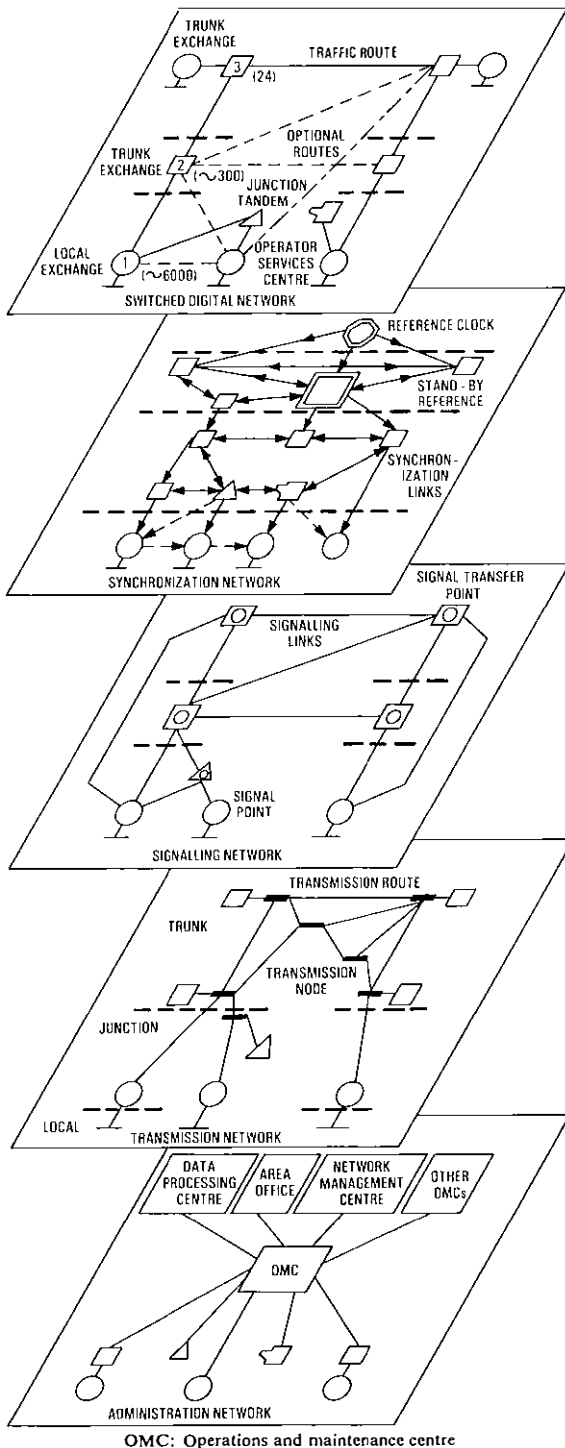 TRUNK
EXCHANGE
3
(24)
TRAFFIC ROUTE
OPTIONAL
ROUTES
TRUNK
EXCHANGE
2
(∼300)
JUNCTION
TANDEM
LOCAL
EXCHANGE
1
(∼6000)
OPERATOR
SERVICES
CENTRE
SWITCHED DIGITAL NETWORK
REFERENCE CLOCK
STAND-BY
REFERENCE
SYNCHRON-
IZATION
LINKS
SYNCHRONIZATION NETWORK
SIGNAL TRANSFER
POINT
SIGNALLING
LINKS
SIGNAL
POINT
SIGNALLING NETWORK
TRANSMISSION ROUTE
TRUNK
TRANSMISSION
NODE
JUNCTION
LOCAL
TRANSMISSION NETWORK
DATA
PROCESSING
CENTRE
AREA
OFFICE
NETWORK
MANAGEMENT
CENTRE
OTHER
OMCs
OMC
ADMINISTRATION NETWORK
OMC: Operations and maintenance centre